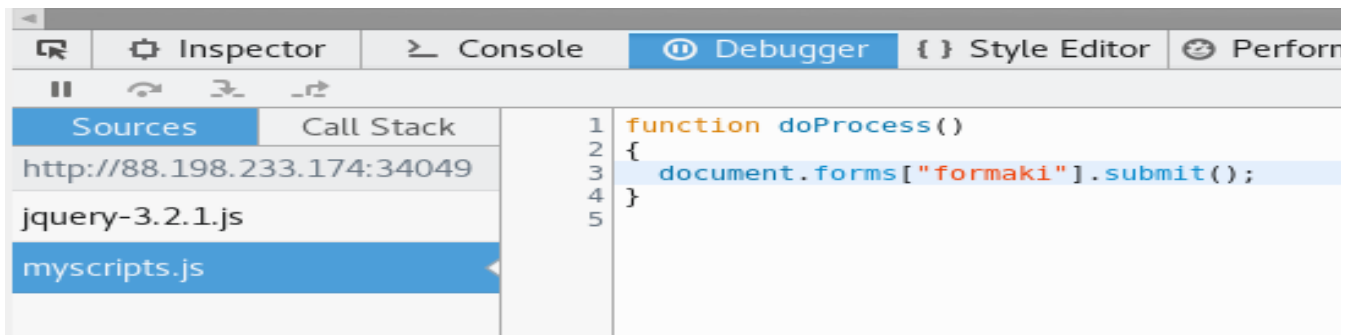 Inspector Console Debugger { } Style Editor Perforn
Sources Call Stack
http://88.198.233.174:34049
jquery-3.2.1.js
myscripts.js
1 function doProcess()
2 {
3 document.forms["formaki"].submit();
4 }
5